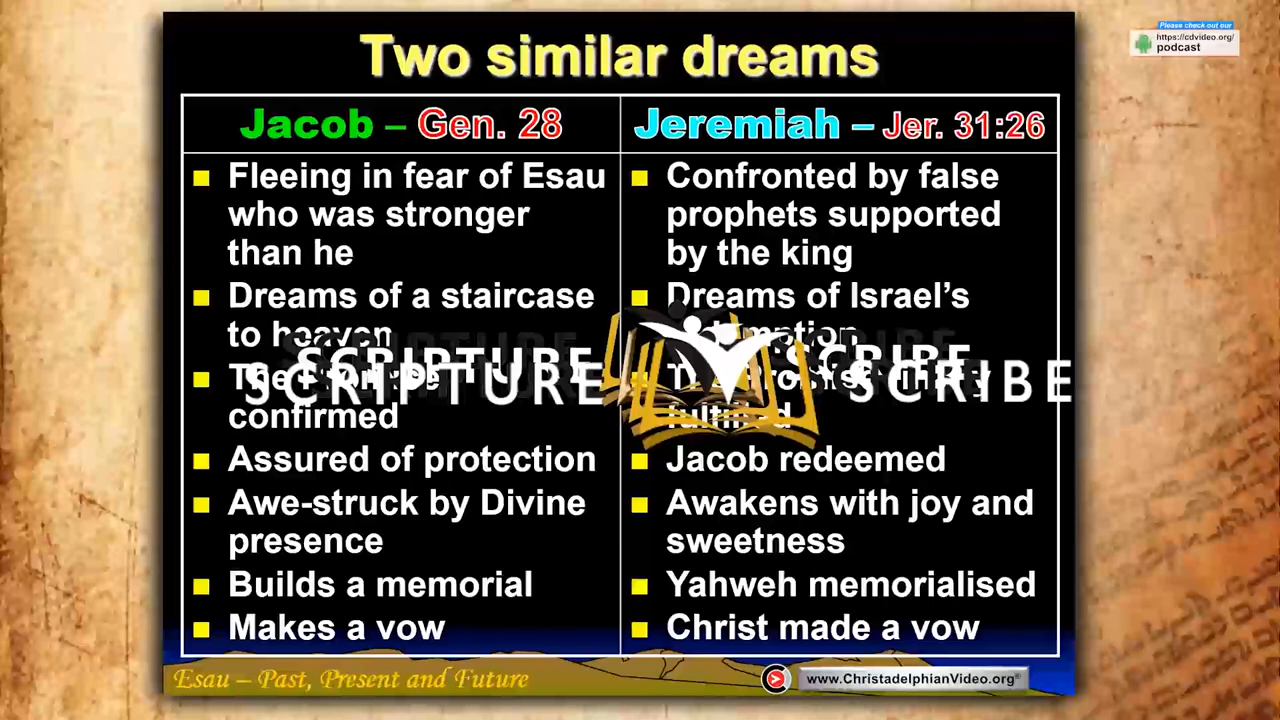 Please check out our
https://cdvideo.org/
podcast
Two similar dreams
Jacob – Gen. 28
Fleeing in fear of Esau
who was stronger
than he
Dreams of a staircase
to heaven
confirmed
Assured of protection
Awe-struck by Divine
presence
Builds a memorial
Makes a vow
Jeremiah – Jer. 31:26
Confronted by false
prophets supported
by the king
Dreams of Israel’s
Jacob redeemed
Awakens with joy and
sweetness
Yahweh memorialised
Christ made a vow
SCRIPTURE SCRIBE
SCRIPTURE SCRIBE
Esau – Past, Present and Future
www.ChristadelphianVideo.org®